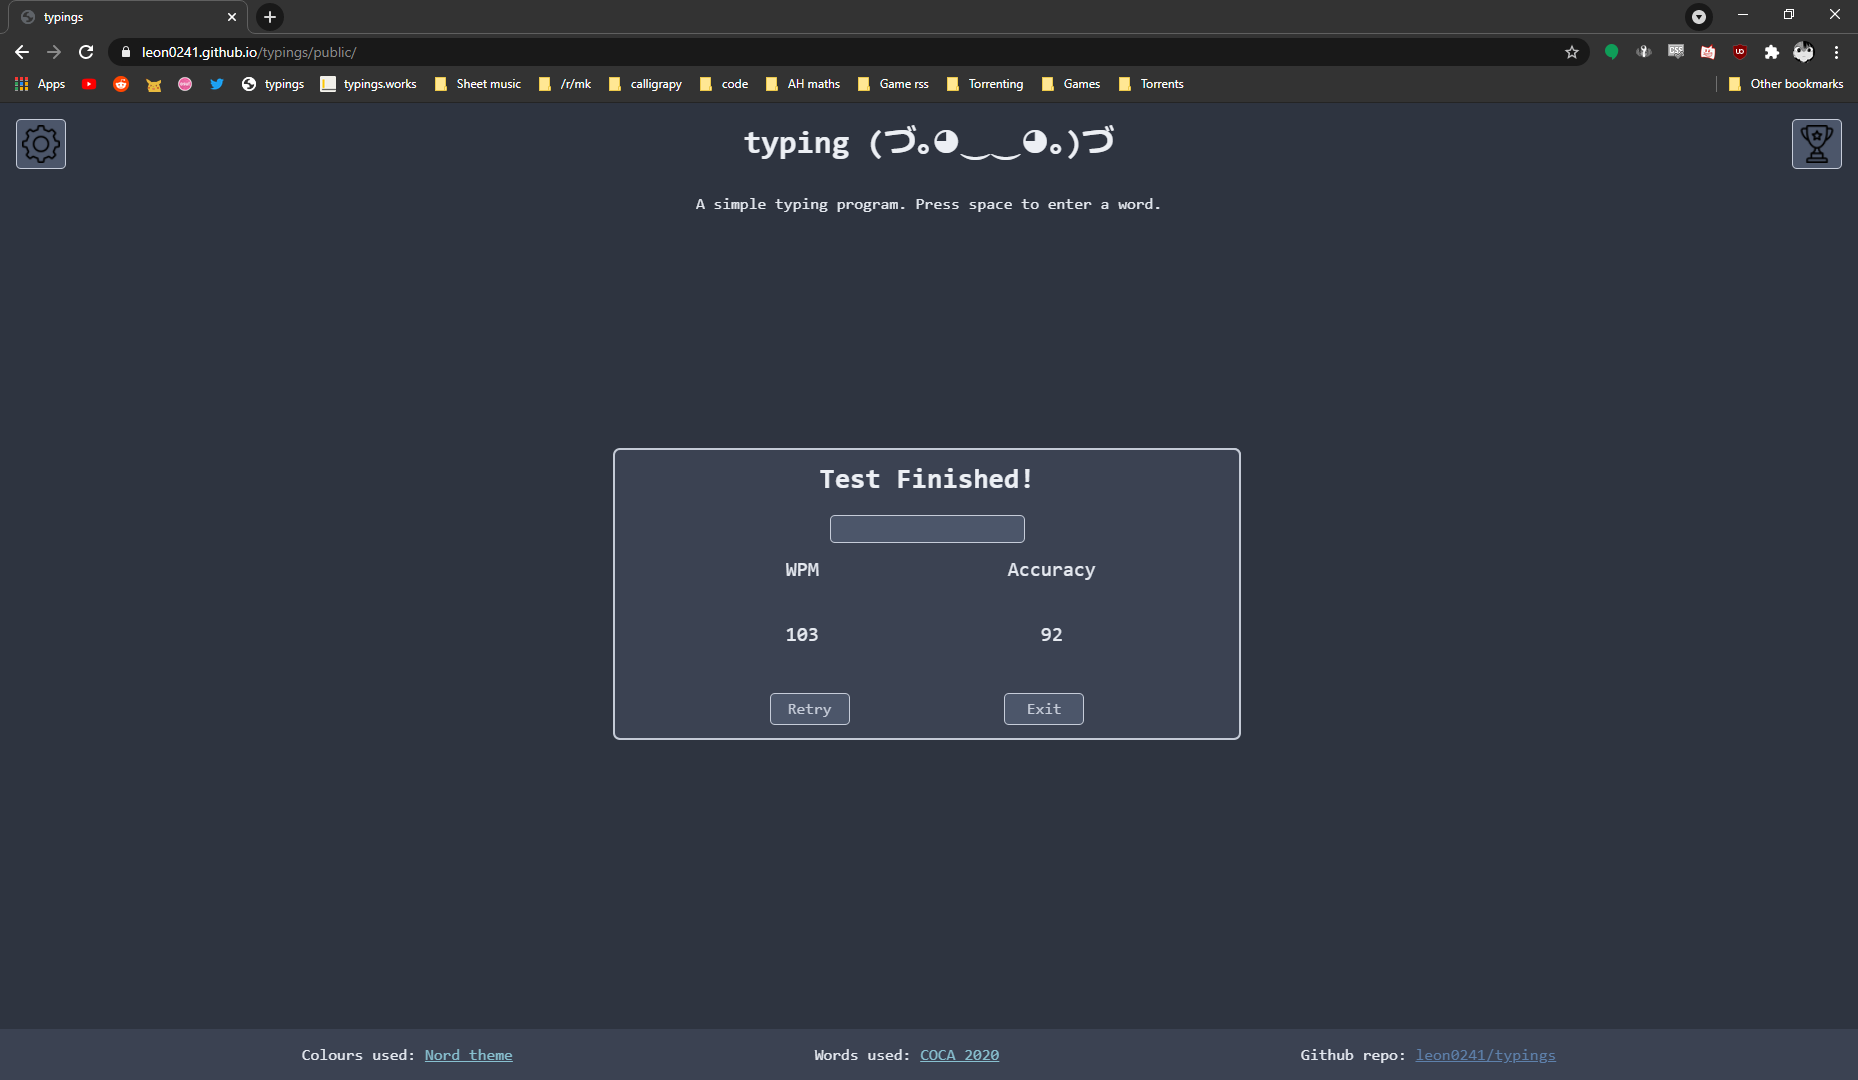 typings
leon0241.github.io/typings/public/
Apps typings typings.works Sheet music /r/mk calligrapy code AH maths Game rss Torrenting Games Torrents Other bookmarks
typing (づ｡◕‿‿◕｡)づ
A simple typing program. Press space to enter a word.
Test Finished!
WPM Accuracy
103 92
Retry Exit
Colours used: Nord theme Words used: COCA 2020 Github repo: leon0241/typings